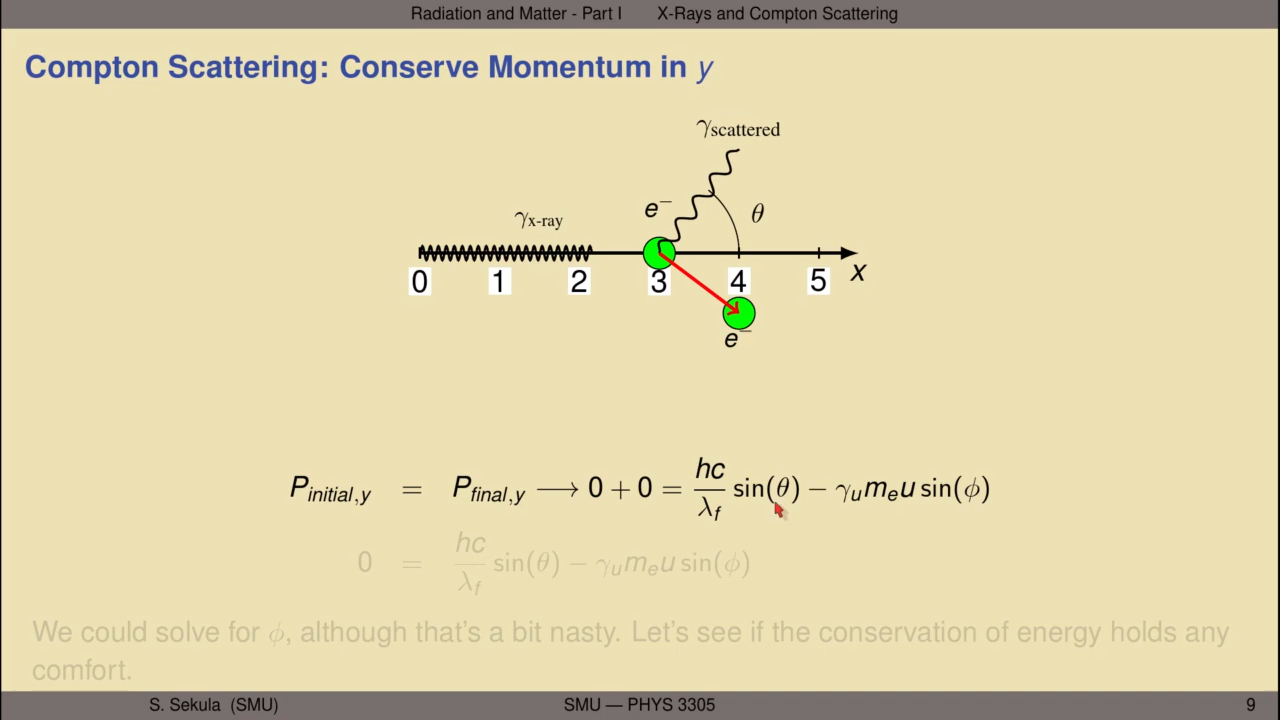 Radiation and Matter - Part I X-Rays and Compton Scattering
Compton Scattering: Conserve Momentum in y
γscattered
e⁻
γx-ray
θ
0 1 2 3 4 5 x
e⁻
P_initial,y = P_final,y ⟶ 0 + 0 = hc/λ_f sin(θ) − γ_u m_e u sin(ϕ)
0 = hc/λ_f sin(θ) − γ_u m_e u sin(ϕ)
We could solve for ϕ, although that's a bit nasty. Let's see if the conservation of energy holds any
comfort.
S. Sekula (SMU) SMU — PHYS 3305 9